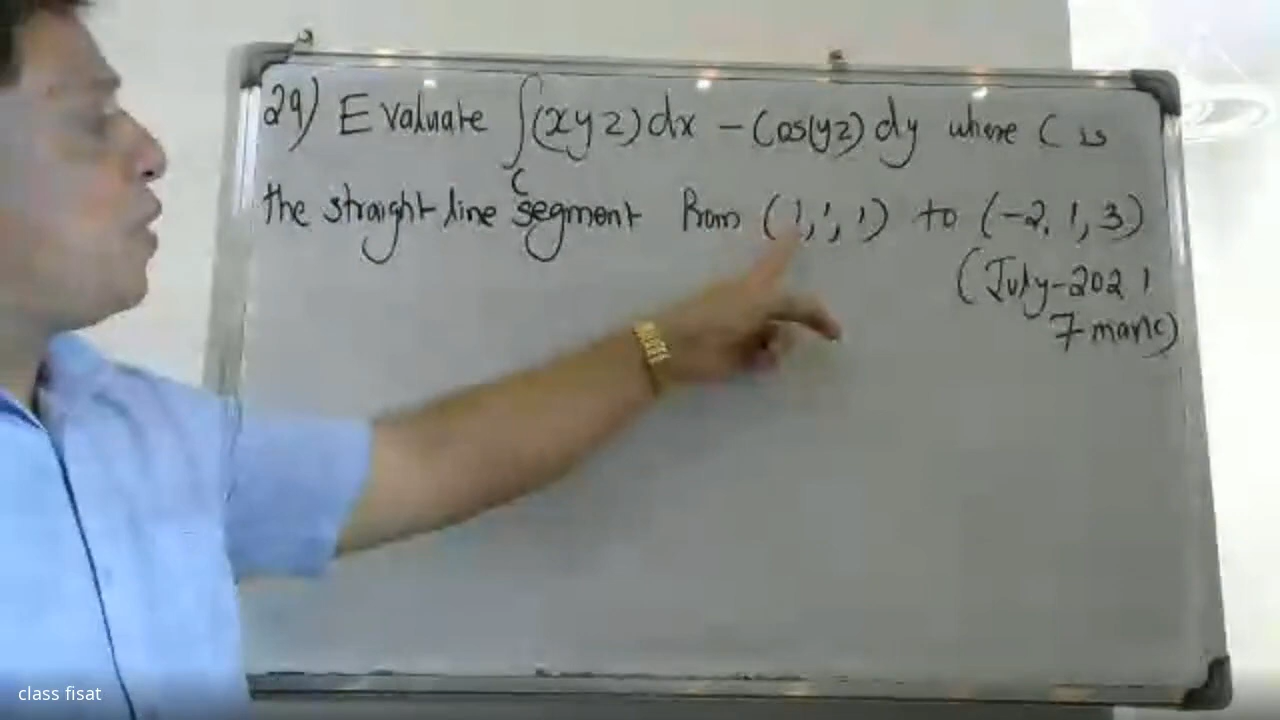 29) Evaluate ∫(xyz)dx - Cos(yz) dy where C is
C
the straight line segment from (1,1,1) to (-2,1,3)
(July-2021
7 mark)
class fisat